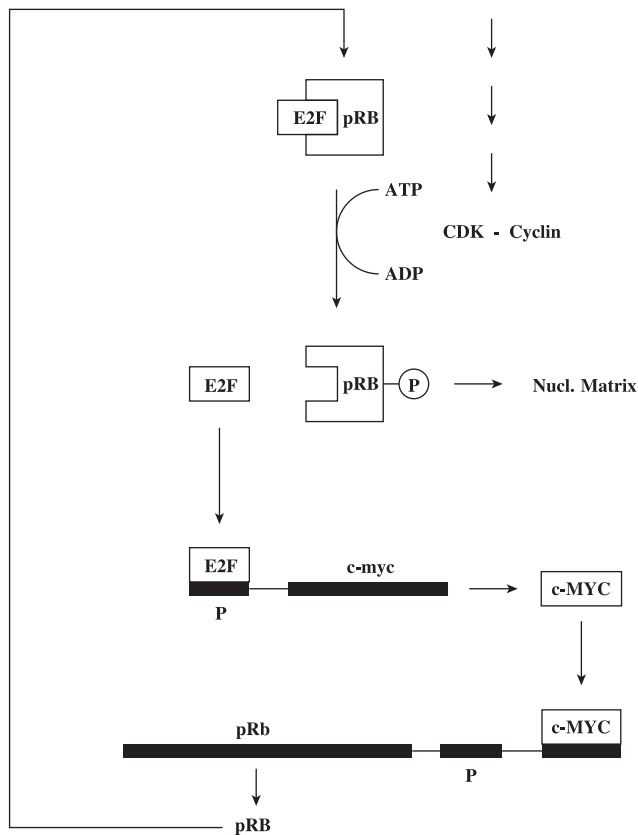 E2F pRB
ATP
CDK - Cyclin
ADP
E2F pRB P Nucl. Matrix
E2F c-myc
c-MYC
P
c-MYC
pRb
P
pRB